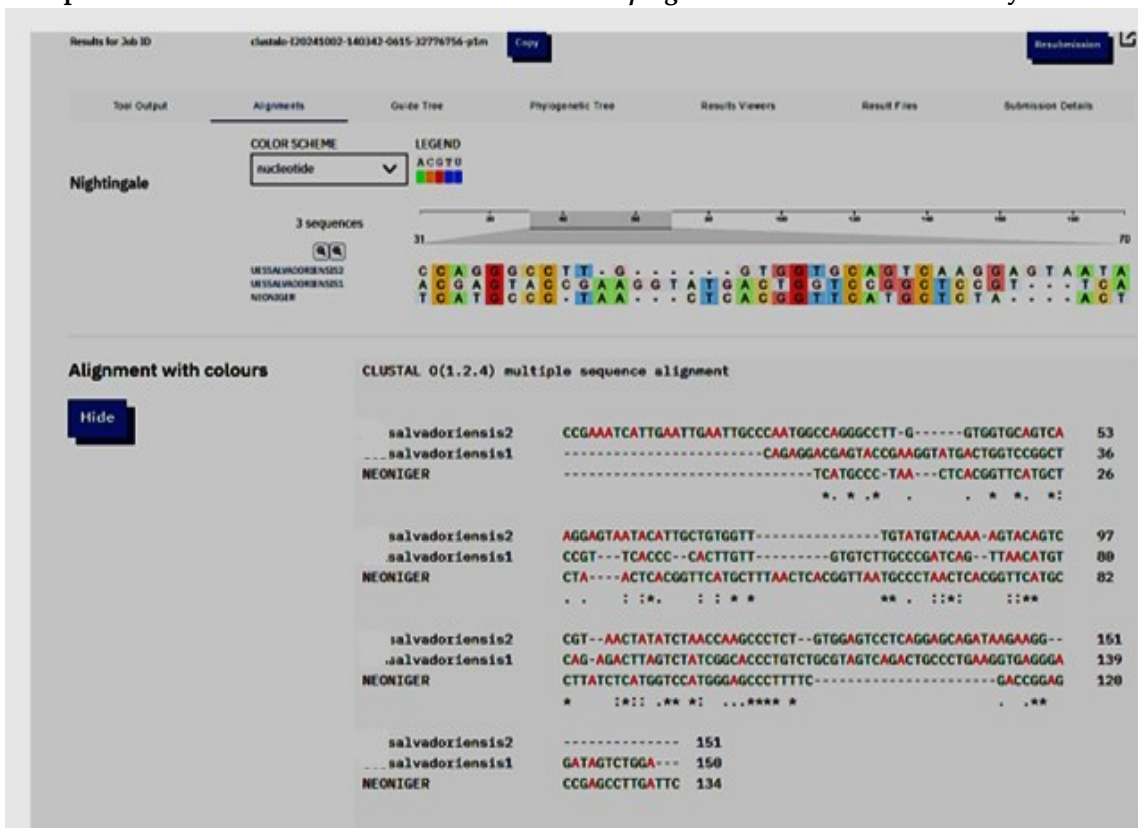 Results for Job ID clustalo-I20241002-140342-0615-32776756-p1m Copy Resubmission
Tool Output Alignments Guide Tree Phylogenetic Tree Results Viewers Result Files Submission Details
COLOR SCHEME LEGEND
nucleotide A C G T U
Nightingale
3 sequences
31 70
UESSALVADORIENSIS2 C C A G G G C C T T - G - - - - - - G T G G T G C A G T C A A G G A G T A A T A
UESSALVADORIENSIS1 A C G A G T A C C G A A G G T A T G A C T G G T C C G G C T C C G T - - - T C A
NEONIGER T C A T G C C C - T A A - - - C T C A C G G T T C A T G C T C T A - - - - A C T
Alignment with colours CLUSTAL O(1.2.4) multiple sequence alignment
Hide
salvadoriensis2 CCGAAATCATTGAATTGAATTGCCCAATGGCCAGGGCCTT-G------GTGGTGCAGTCA 53
salvadoriensis1 ------------------------CAGAGGACGAGTACCGAAGGTATGACTGGTCCGGCT 36
NEONIGER ------------------------------TCATGCCC-TAA---CTCACGGTTCATGCT 26
*. * .* . . * *. *:
salvadoriensis2 AGGAGTAATACATTGCTGTGGTT---------------TGTATGTACAAA-AGTACAGTC 97
salvadoriensis1 CCGT---TCACCC--CACTTGTT---------GTGTCTTGCCCGATCAG--TTAACATGT 80
NEONIGER CTA----ACTCACGGTTCATGCTTTAACTCACGGTTAATGCCCTAACTCACGGTTCATGC 82
. . : :*. : : * * ** . ::*: ::**
salvadoriensis2 CGT--AACTATATCTAACCAAGCCCTCT--GTGGAGTCCTCAGGAGCAGATAAGAAGG-- 151
salvadoriensis1 CAG-AGACTTAGTCTATCGGCACCCTGTCTGCGTAGTCAGACTGCCCTGAAGGTGAGGGA 139
NEONIGER CTTATCTCATGGTCCATGGGAGCCCTTTTC----------------------GACCGGAG 120
* :*:: .** *: ...**** * . .**
salvadoriensis2 -------------- 151
salvadoriensis1 GATAGTCTGGA--- 150
NEONIGER CCGAGCCTTGATTC 134